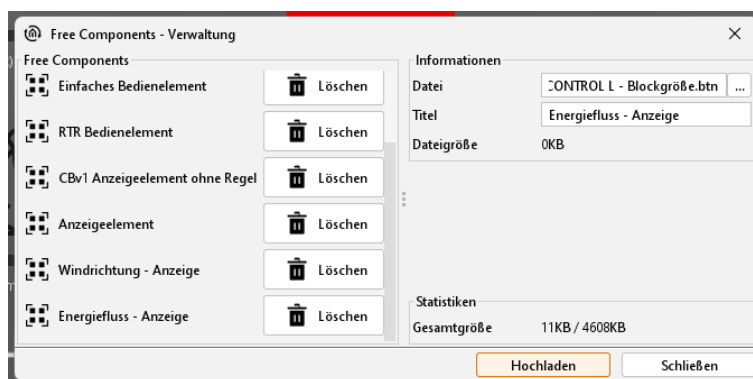 Free Components - Verwaltung
Free Components
Einfaches Bedienelement
Löschen
RTR Bedienelement
Löschen
CBv1 Anzeigeelement ohne Regel
Löschen
Anzeigeelement
Löschen
Windrichtung - Anzeige
Löschen
Energiefluss - Anzeige
Löschen
Informationen
Datei CONTROL L - Blockgröße.btn ...
Titel Energiefluss - Anzeige
Dateigröße 0KB
Statistiken
Gesamtgröße 11KB / 4608KB
Hochladen Schließen